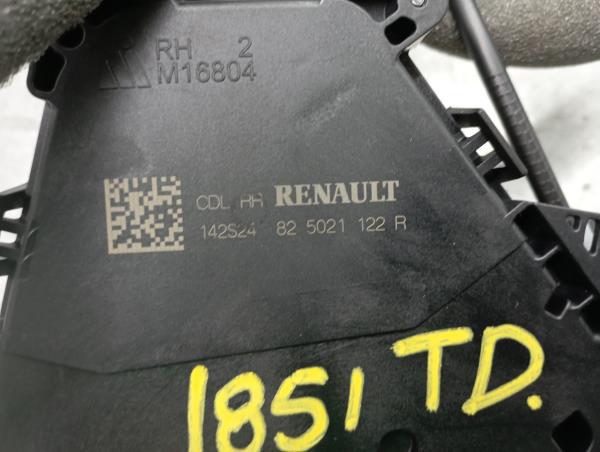 RH 2
M16804
CDL RR RENAULT
142S24 82 5021 122 R
1851 TD.